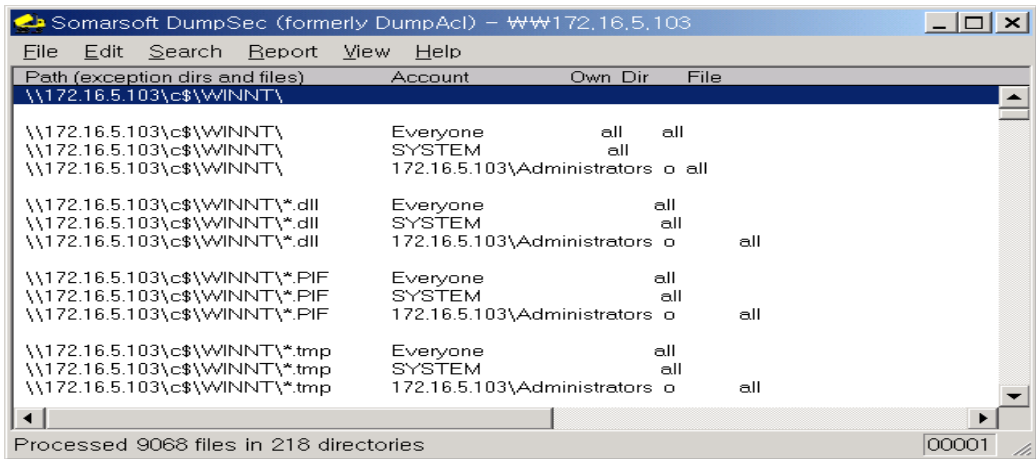 Somarsoft DumpSec (formerly DumpAcl) - ₩₩172.16.5.103
File Edit Search Report View Help
Path (exception dirs and files) Account Own Dir File
\\172.16.5.103\c$\WINNT\
\\172.16.5.103\c$\WINNT\ Everyone all all
\\172.16.5.103\c$\WINNT\ SYSTEM all
\\172.16.5.103\c$\WINNT\ 172.16.5.103\Administrators o all
\\172.16.5.103\c$\WINNT\*.dll Everyone all
\\172.16.5.103\c$\WINNT\*.dll SYSTEM all
\\172.16.5.103\c$\WINNT\*.dll 172.16.5.103\Administrators o all
\\172.16.5.103\c$\WINNT\*.PIF Everyone all
\\172.16.5.103\c$\WINNT\*.PIF SYSTEM all
\\172.16.5.103\c$\WINNT\*.PIF 172.16.5.103\Administrators o all
\\172.16.5.103\c$\WINNT\*.tmp Everyone all
\\172.16.5.103\c$\WINNT\*.tmp SYSTEM all
\\172.16.5.103\c$\WINNT\*.tmp 172.16.5.103\Administrators o all
Processed 9068 files in 218 directories 00001